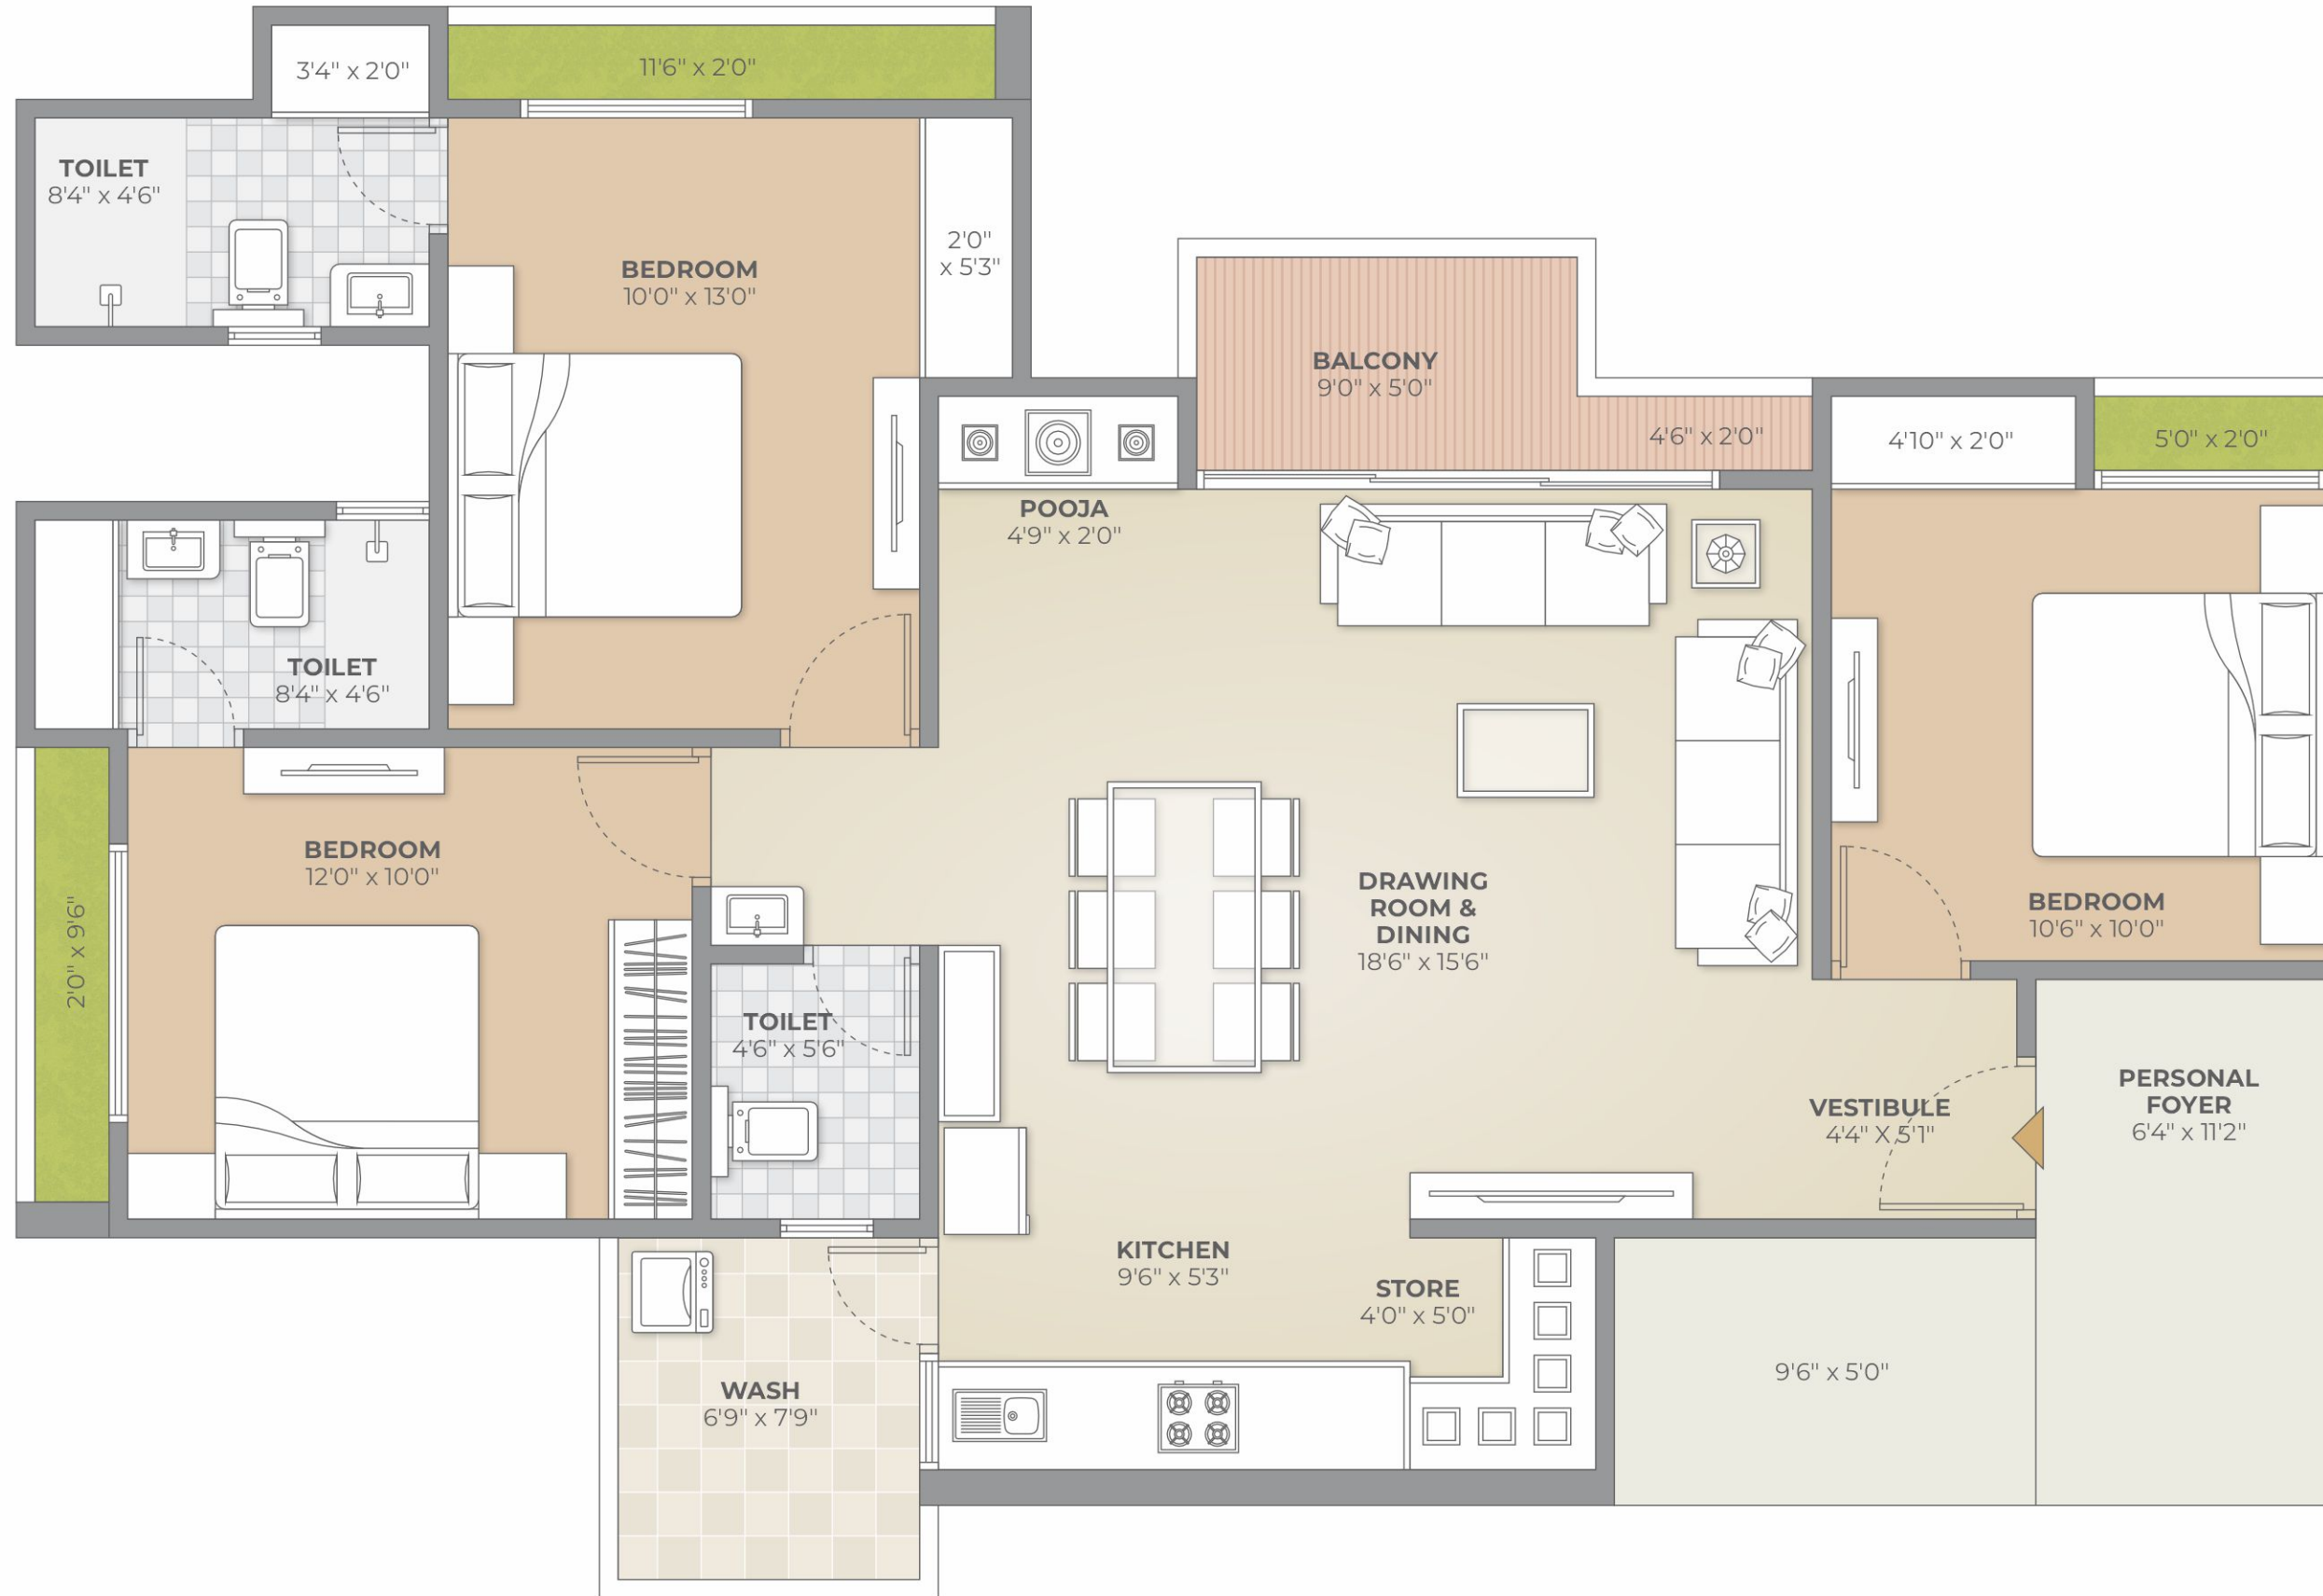 3'4" x 2'0"
11'6" x 2'0"
TOILET
8'4" x 4'6"
BEDROOM
10'0" x 13'0"
2'0"
x 5'3"
BALCONY
9'0" x 5'0"
4'6" x 2'0"
4'10" x 2'0"
5'0" x 2'0"
POOJA
4'9" x 2'0"
TOILET
8'4" x 4'6"
BEDROOM
12'0" x 10'0"
2'0" x 9'6"
DRAWING
ROOM &
DINING
18'6" x 15'6"
BEDROOM
10'6" x 10'0"
TOILET
4'6" x 5'6"
VESTIBULE
4'4" X 5'1"
PERSONAL
FOYER
6'4" x 11'2"
KITCHEN
9'6" x 5'3"
STORE
4'0" x 5'0"
WASH
6'9" x 7'9"
9'6" x 5'0"